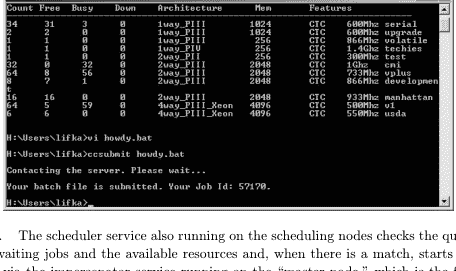 Count Free Busy Down Architecture Mem Features
34 31 3 0 1way_PIII 1024 CTC 600Mhz serial
2 2 0 0 1way_PIII 1024 CTC 600Mhz upgrade
1 1 0 0 1way_PIII 256 CTC 866Mhz volatile
1 1 0 0 1way_PIV 256 CTC 1.4Ghz techies
1 1 0 0 2way_PII 256 CTC 300Mhz test
32 0 32 0 2way_PIII 2048 CTC 1Ghz cmi
64 8 56 0 2way_PIII 2048 CTC 733Mhz vplus
8 7 1 0 2way_PIII 2048 CTC 866Mhz developmen
t
16 16 0 0 2way_PIII 2048 CTC 933Mhz manhattan
64 5 59 0 4way_PIII_Xeon 4096 CTC 500Mhz v1
6 6 0 0 4way_PIII_Xeon 4096 CTC 550Mhz usda
H:\Users\lifka>vi howdy.bat
H:\Users\lifka>ccsubmit howdy.bat
Contacting the server. Please wait...
Your batch file is submitted. Your Job Id: 57170.
H:\Users\lifka>_
. The scheduler service also running on the scheduling nodes checks the qu
waiting jobs and the available resources and, when there is a match, starts
via the impersonator service running on the "master node," which is the